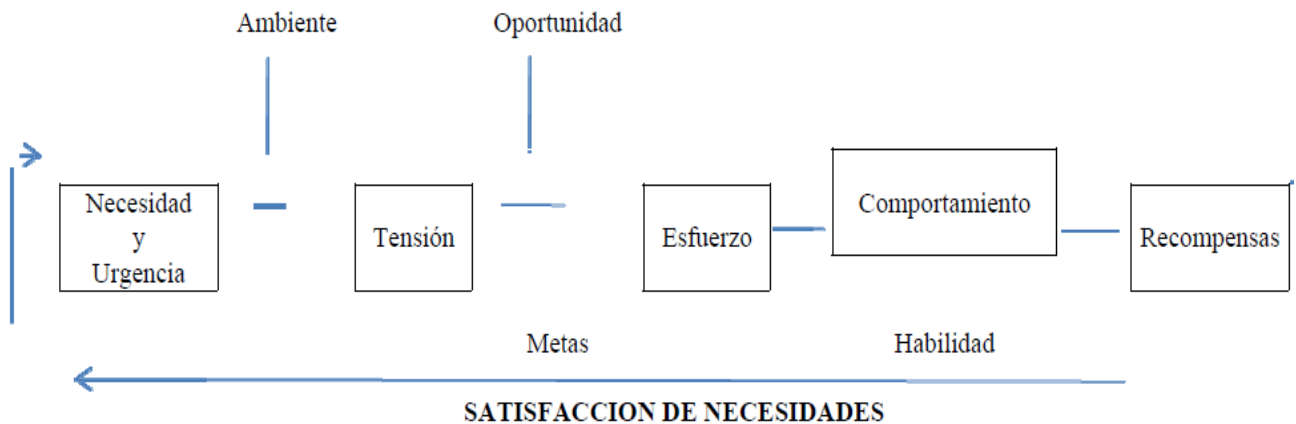 Ambiente
Oportunidad
Necesidad
y
Urgencia
Tensión
Esfuerzo
Comportamiento
Recompensas
Metas
Habilidad
SATISFACCION DE NECESIDADES